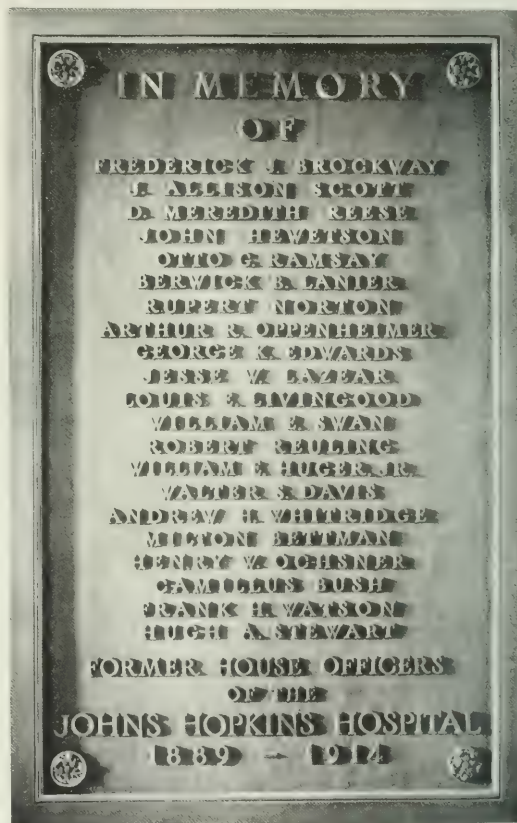 IN MEMORY
OF
FREDERICK J. BROCKWAY
J. ALLISON SCOTT
D. MEREDITH REESE
JOHN HEWETSON
OTTO G. RAMSAY
BERWICK B. LANIER
RUPERT NORTON
ARTHUR R. OPPENHEIMER
GEORGE K. EDWARDS
JESSE W. LAZEAR
LOUIS E. LIVINGOOD
WILLIAM E. SWAN
ROBERT REULING
WILLIAM E. HUGER, JR.
WALTER S. DAVIS
ANDREW H. WHITRIDGE
MILTON BETTMAN
HENRY W. OCHSNER
CAMILLUS BUSH
FRANK H. WATSON
HUGH A. STEWART
FORMER HOUSE OFFICERS
OF THE
JOHNS HOPKINS HOSPITAL
1889 – 1914